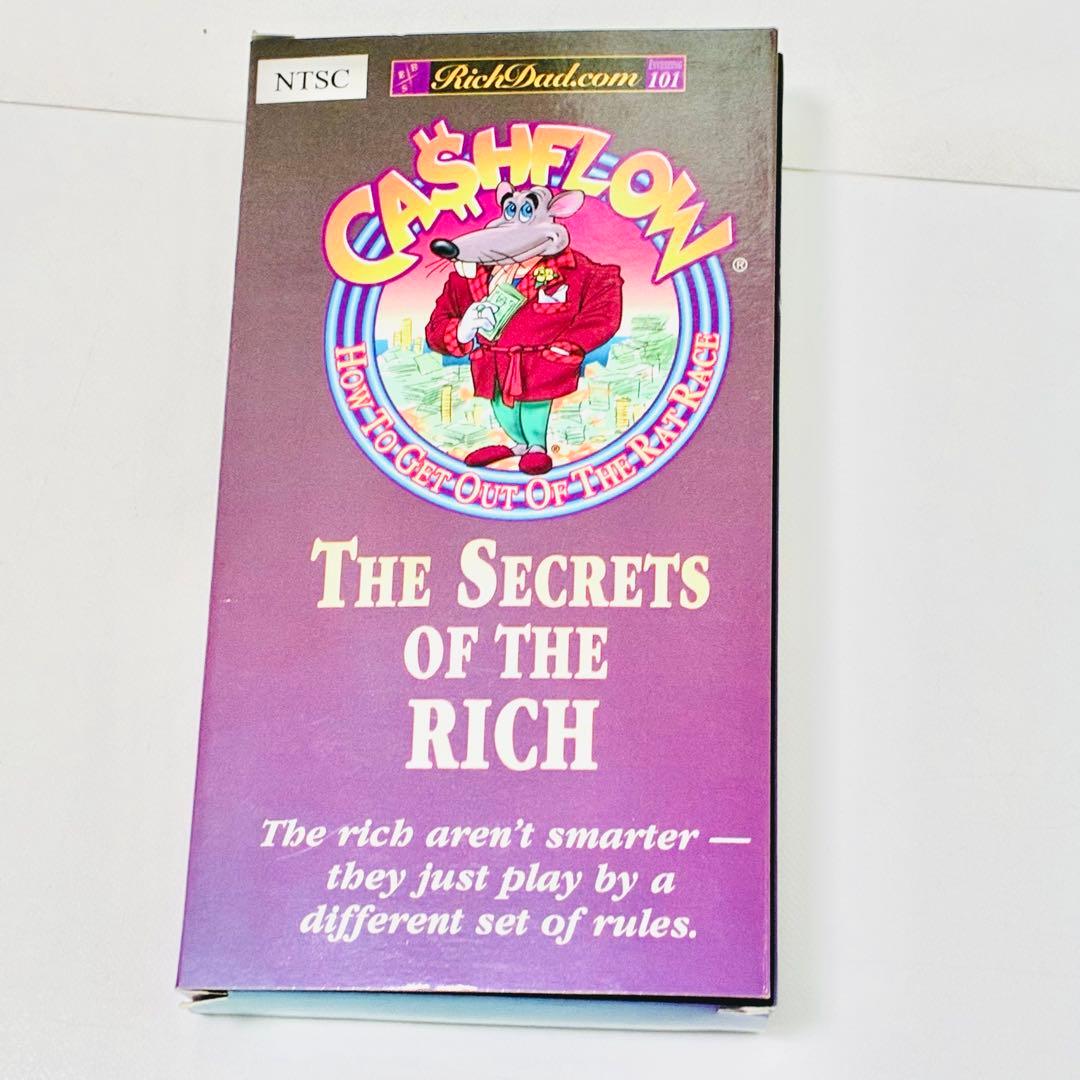 NTSC
E B S RichDad.com INVESTING 101
CA$HFLOW ®
HOW TO GET OUT OF THE RAT RACE
®
THE SECRETS
OF THE
RICH
The rich aren't smarter —
they just play by a
different set of rules.